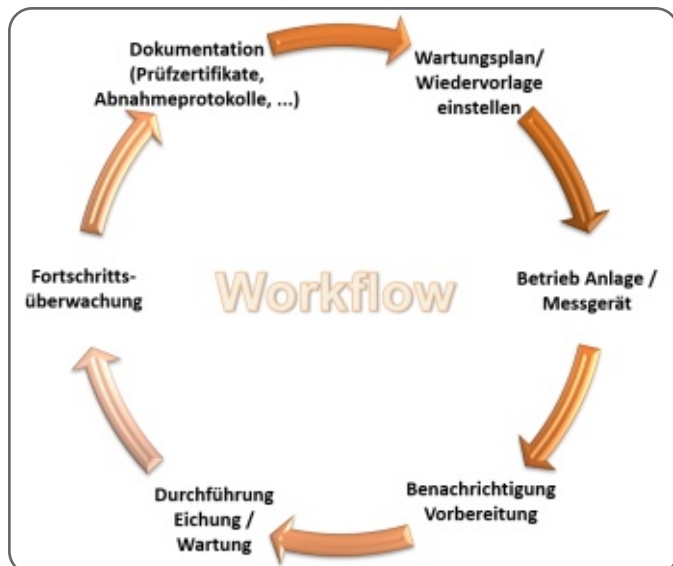 Dokumentation
(Prüfzertifikate,
Abnahmeprotokolle, ...)
Wartungsplan/
Wiedervorlage
einstellen
Betrieb Anlage /
Messgerät
Benachrichtigung
Vorbereitung
Durchführung
Eichung /
Wartung
Fortschritts-
überwachung
Workflow